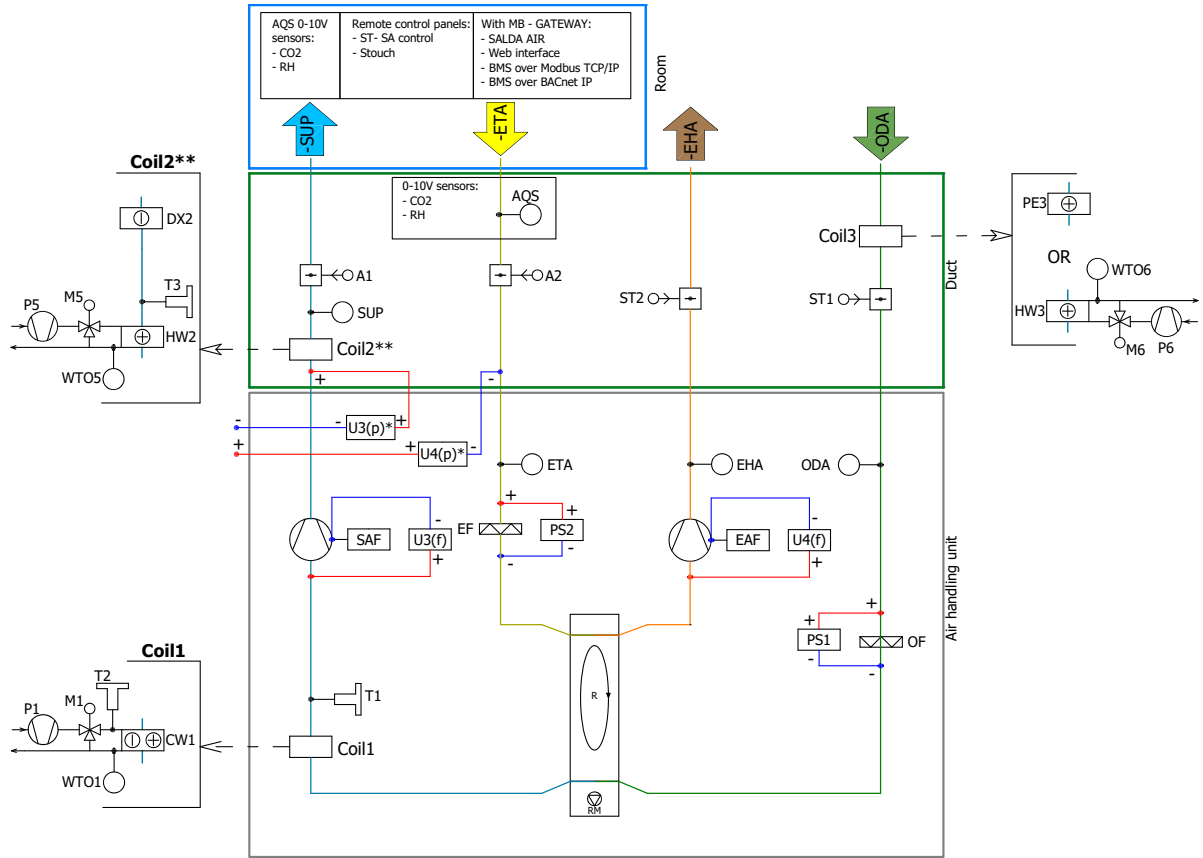 AQS 0-10V
sensors:
- CO2
- RH
Remote control panels:
- ST- SA control
- Stouch
With MB - GATEWAY:
- SALDA AIR
- Web interface
- BMS over Modbus TCP/IP
- BMS over BACnet IP
Room
-SUP
-ETA
-EHA
-ODA
Coil2**
DX2
T3
M5
P5
HW2
WTO5
0-10V sensors:
- CO2
- RH
AQS
A1
A2
SUP
Coil2**
ST2
ST1
Coil3
Duct
PE3
OR
WTO6
HW3
M6
P6
+
-
-
- U3(p)* +
+
+ U4(p)* -
ETA
EHA
ODA
SAF
-
U3(f)
+
EF
+
+
PS2
-
-
EAF
-
U4(f)
+
Air handling unit
+
+
PS1
OF
-
-
R
RM
T1
Coil1
Coil1
T2
M1
P1
CW1
WTO1